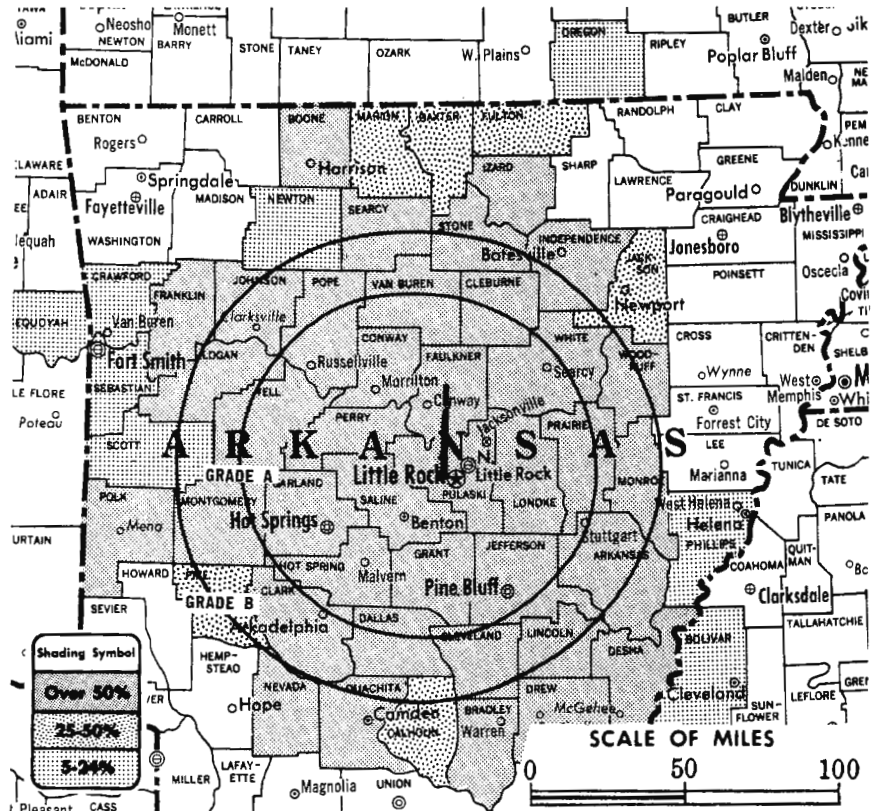 Neosho
NEWTON
Monett
BARRY
STONE
TANEY
OZARK
W. Plains
OREGON
RIPLEY
BUTLER
Poplar Bluff
Dexter
Malden
McDONALD
BENTON
CARROLL
BOONE
MARION
BAXTER
FULTON
RANDOLPH
CLAY
PEM
Rogers
Harrison
IZARD
SHARP
GREENE
Springdale
LAWRENCE
Paragould
DUNKLIN
ADAIR
Fayetteville
MADISON
NEWTON
SEARCY
STONE
CRAIGHEAD
Blytheville
WASHINGTON
Batesville
INDEPENDENCE
JACKSON
Jonesboro
MISSISSIPPI
Osceola
CRAWFORD
FRANKLIN
JOHNSON
POPE
VAN BUREN
CLEBURNE
POINSETT
Newport
Van Buren
Clarksville
CONWAY
WHITE
CROSS
CRITTENDEN
Fort Smith
LOGAN
Russellville
FAULKNER
Searcy
WOODRUFF
Wynne
SHELB
LE FLORE
SEBASTIAN
YELL
Morrilton
Conway
West
Memphis
Poteau
PERRY
Jacksonville
PRAIRIE
ST. FRANCIS
Forrest City
DE SOTO
SCOTT
ARKANSAS
LEE
GRADE A
Little Rock
N. Little Rock
Marianna
TUNICA
GARLAND
SALINE
PULASKI
LONOKE
MONROE
TATE
POLK
MONTGOMERY
Hot Springs
Benton
Stuttgart
West Helena
Helena
PHILLIPS
PANOLA
Mena
GRANT
JEFFERSON
ARKANSAS
HOWARD
PIKE
HOT SPRING
Malvern
Pine Bluff
COAHOMA
QUITMAN
SEVIER
GRADE B
CLARK
Clarksdale
Arkadelphia
DALLAS
CLEVELAND
LINCOLN
DESHA
BOLIVAR
TALLAHATCHIE
HEMPSTEAD
NEVADA
OUACHITA
DREW
Cleveland
LEFLORE
SUNFLOWER
Hope
Camden
CALHOUN
BRADLEY
Warren
McGehee
MILLER
LAFAYETTE
Magnolia
UNION
CASS
Pleasant
Shading Symbol
Over 50%
25-50%
5-24%
SCALE OF MILES
0 50 100